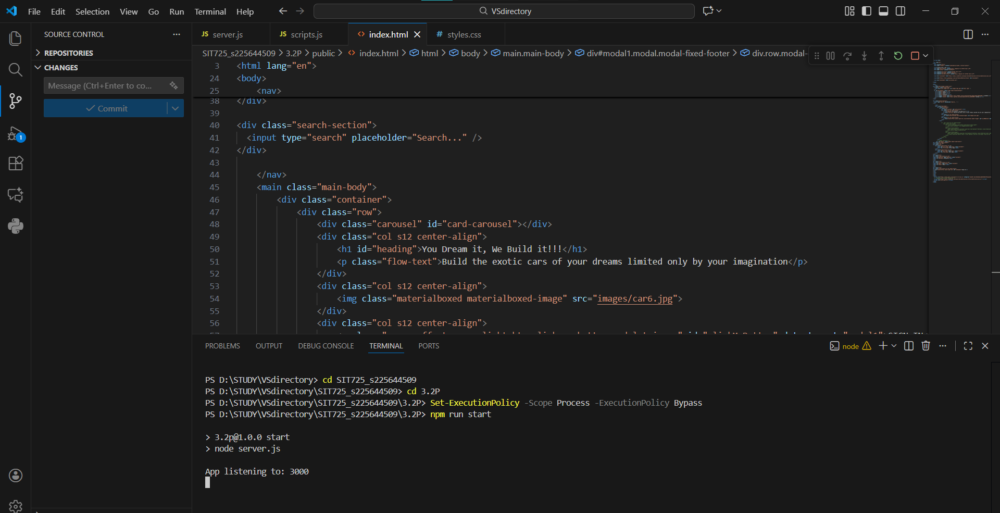 File Edit Selection View Go Run Terminal Help
VSdirectory
SOURCE CONTROL
REPOSITORIES
CHANGES
Message (Ctrl+Enter to co...
Commit
1
JS server.js
JS scripts.js
<> index.html
# styles.css
SIT725_s225644509 > 3.2P > public > <> index.html > html > body > main.main-body > div#modal1.modal.modal-fixed-footer > div.row.modal-
3 <html lang="en">
24 <body>
25 <nav>
38 </div>
39
40 <div class="search-section">
41 <input type="search" placeholder="Search..." />
42 </div>
43
44 </nav>
45 <main class="main-body">
46 <div class="container">
47 <div class="row">
48 <div class="carousel" id="card-carousel"></div>
49 <div class="col s12 center-align">
50 <h1 id="heading">You Dream it, We Build it!!!</h1>
51 <p class="flow-text">Build the exotic cars of your dreams limited only by your imagination</p>
52 </div>
53 <div class="col s12 center-align">
54 <img class="materialboxed materialboxed-image" src="images/car6.jpg">
55 </div>
56 <div class="col s12 center-align">
PROBLEMS OUTPUT DEBUG CONSOLE TERMINAL PORTS
node
PS D:\STUDY\VSdirectory> cd SIT725_s225644509
PS D:\STUDY\VSdirectory\SIT725_s225644509> cd 3.2P
PS D:\STUDY\VSdirectory\SIT725_s225644509\3.2P> Set-ExecutionPolicy -Scope Process -ExecutionPolicy Bypass
PS D:\STUDY\VSdirectory\SIT725_s225644509\3.2P> npm run start
> 3.2p@1.0.0 start
> node server.js
App listening to: 3000